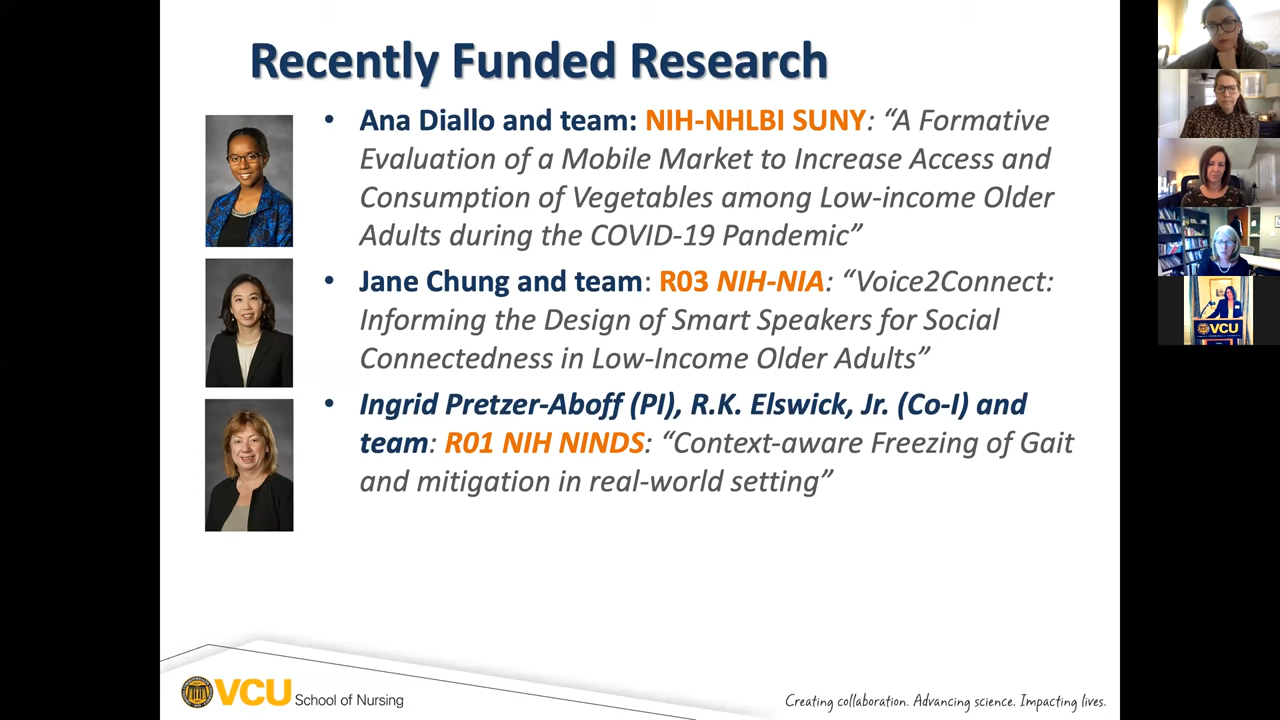 Recently Funded Research
• Ana Diallo and team: NIH-NHLBI SUNY: “A Formative
Evaluation of a Mobile Market to Increase Access and
Consumption of Vegetables among Low-income Older
Adults during the COVID-19 Pandemic”
• Jane Chung and team: R03 NIH-NIA: “Voice2Connect:
Informing the Design of Smart Speakers for Social
Connectedness in Low-Income Older Adults”
• Ingrid Pretzer-Aboff (PI), R.K. Elswick, Jr. (Co-I) and
team: R01 NIH NINDS: “Context-aware Freezing of Gait
and mitigation in real-world setting”
VCU School of Nursing
Creating collaboration. Advancing science. Impacting lives.
VCU